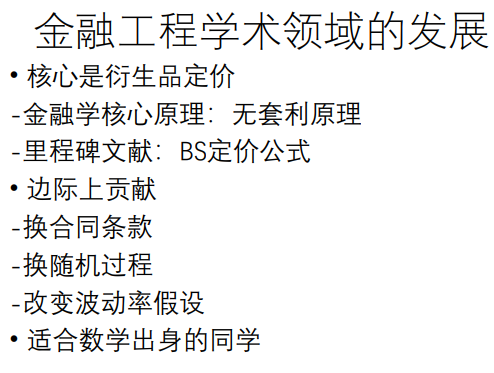 金融工程学术领域的发展
•核心是衍生品定价
-金融学核心原理：无套利原理
-里程碑文献：BS定价公式
•边际上贡献
-换合同条款
-换随机过程
-改变波动率假设
•适合数学出身的同学